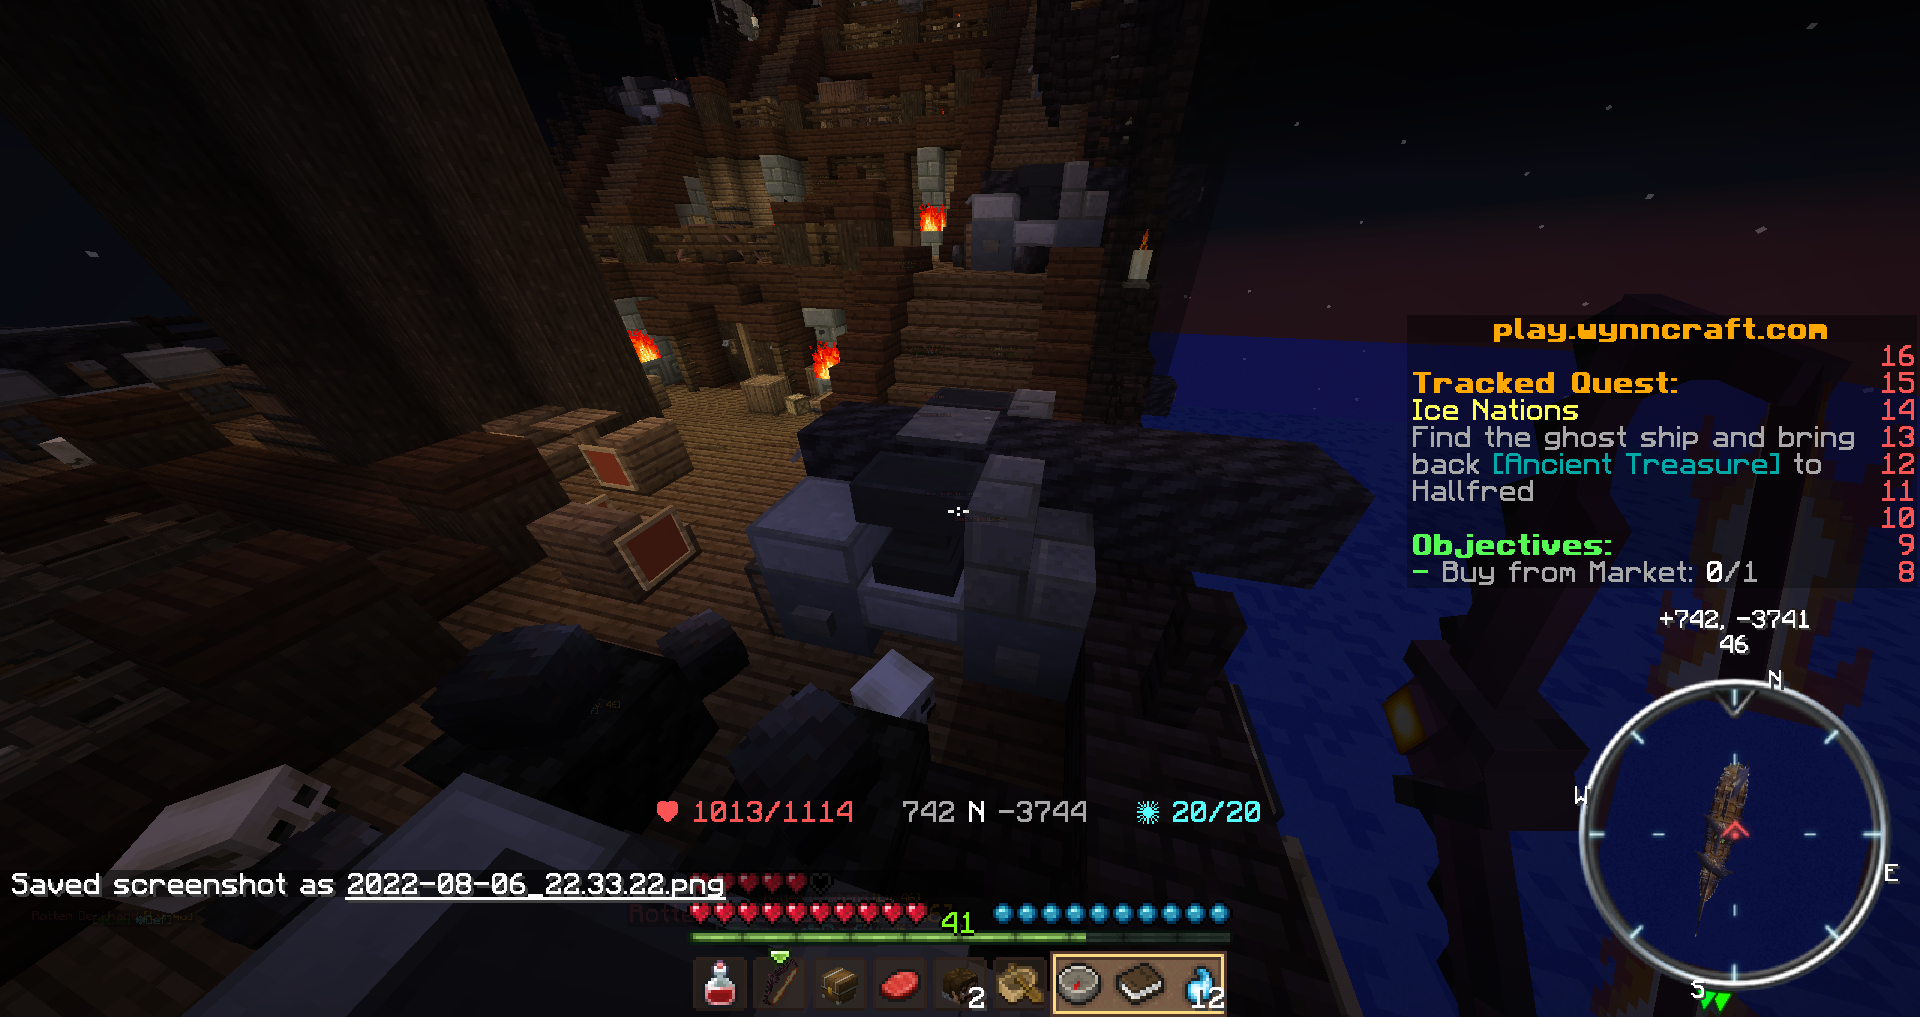 play.wynncraft.com
16
Tracked Quest: 15
Ice Nations 14
Find the ghost ship and bring 13
back [Ancient Treasure] to 12
Hallfred 11
10
Objectives: 9
- Buy from Market: 0/1 8
+742, -3741
46
N
W
E
S
1013/1114 742 N -3744 20/20
Saved screenshot as 2022-08-06_22.33.22.png
41
2
12